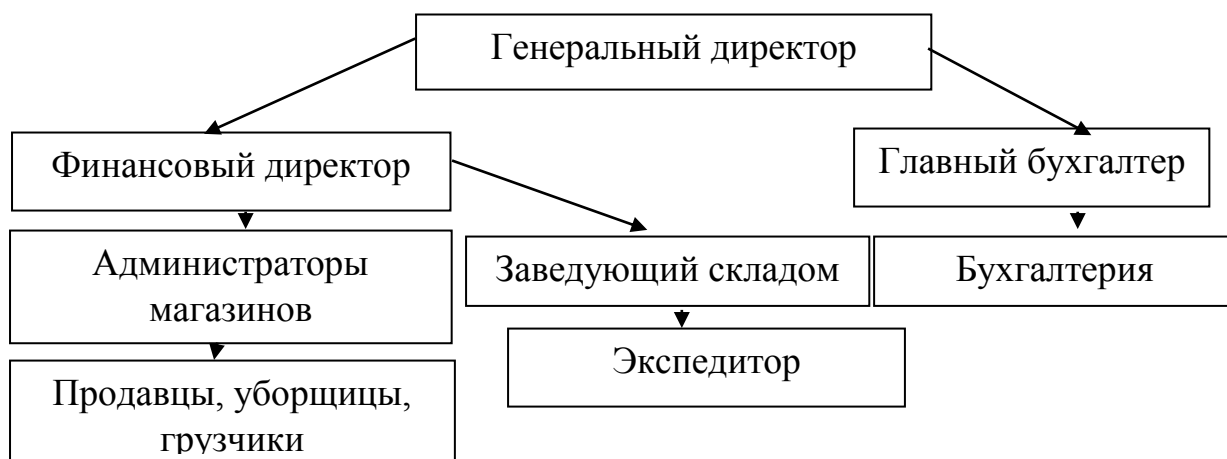 Генеральный директор
Финансовый директор
Главный бухгалтер
Администраторы
магазинов
Заведующий складом
Бухгалтерия
Экспедитор
Продавцы, уборщицы,
грузчики